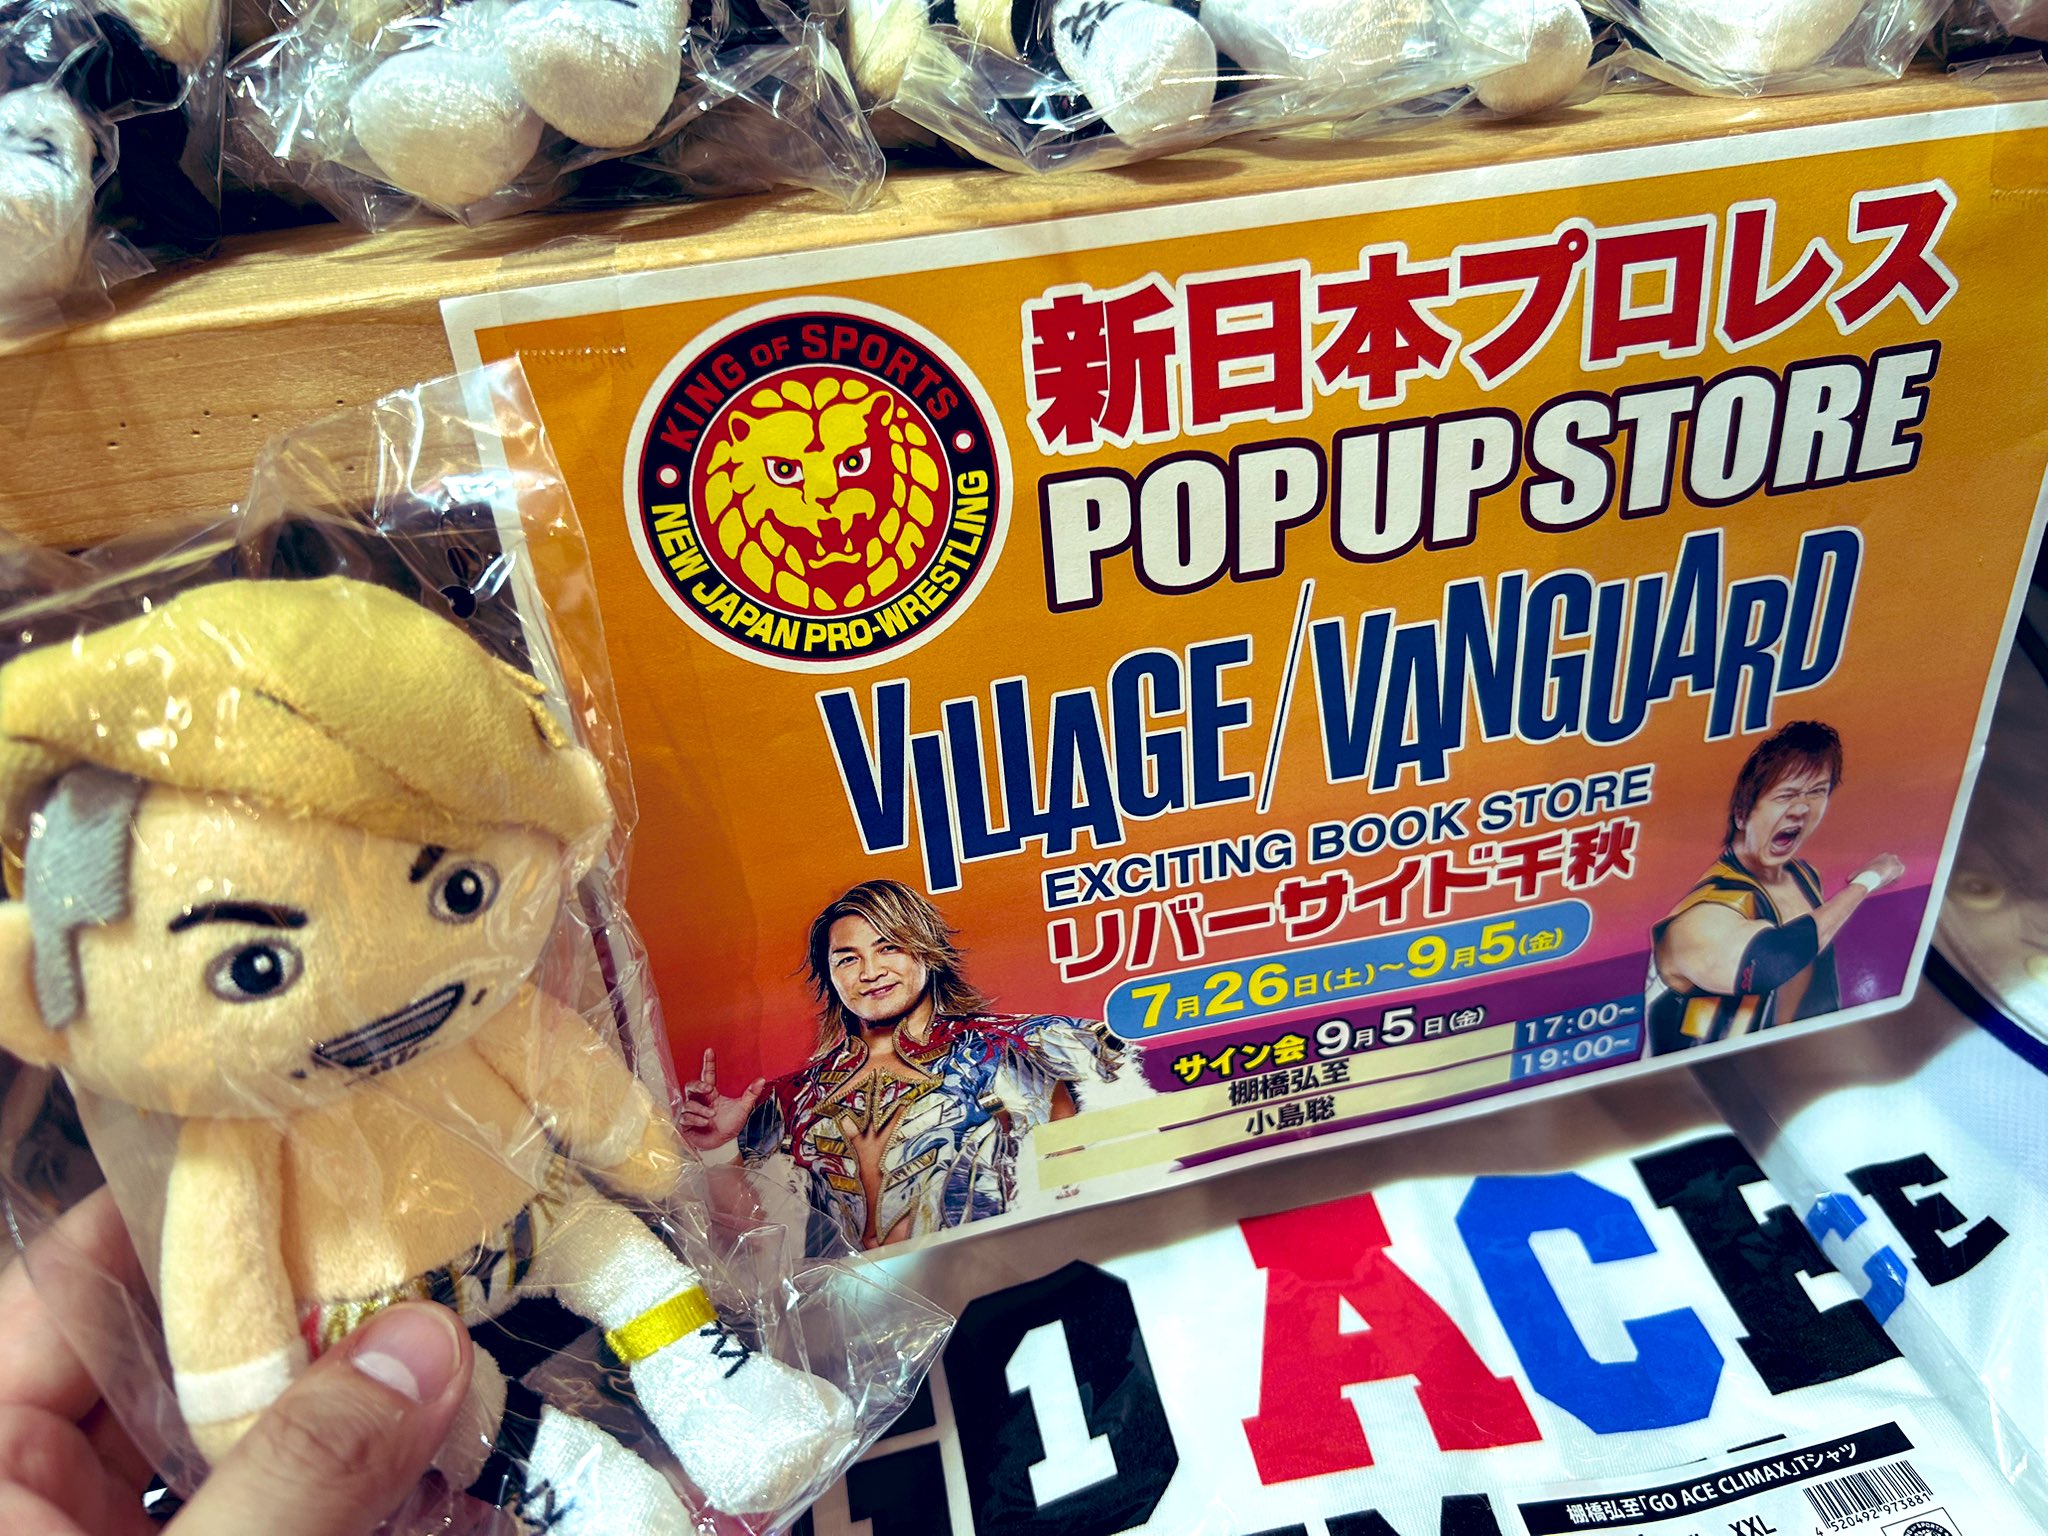 KING OF SPORTS
NEW JAPAN PRO-WRESTLING
新日本プロレス
POP UP STORE
VILLAGE/VANGUARD
EXCITING BOOK STORE
リバーサイド千秋
7月26日(土)~9月5(金)
サイン会 9月5日(金)
棚橋弘至 17:00~
小島聡 19:00~
ACE
棚橋弘至「GO ACE CLIMAX」Tシャツ
XXL
4 520492 973881